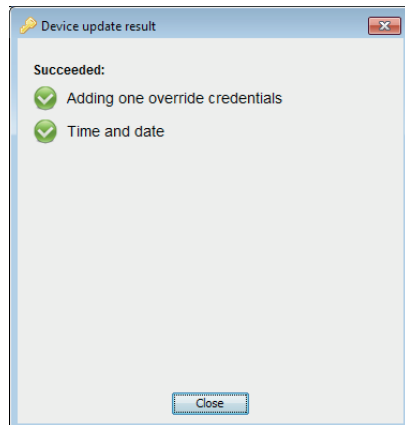 Device update result
Succeeded:
Adding one override credentials
Time and date
Close